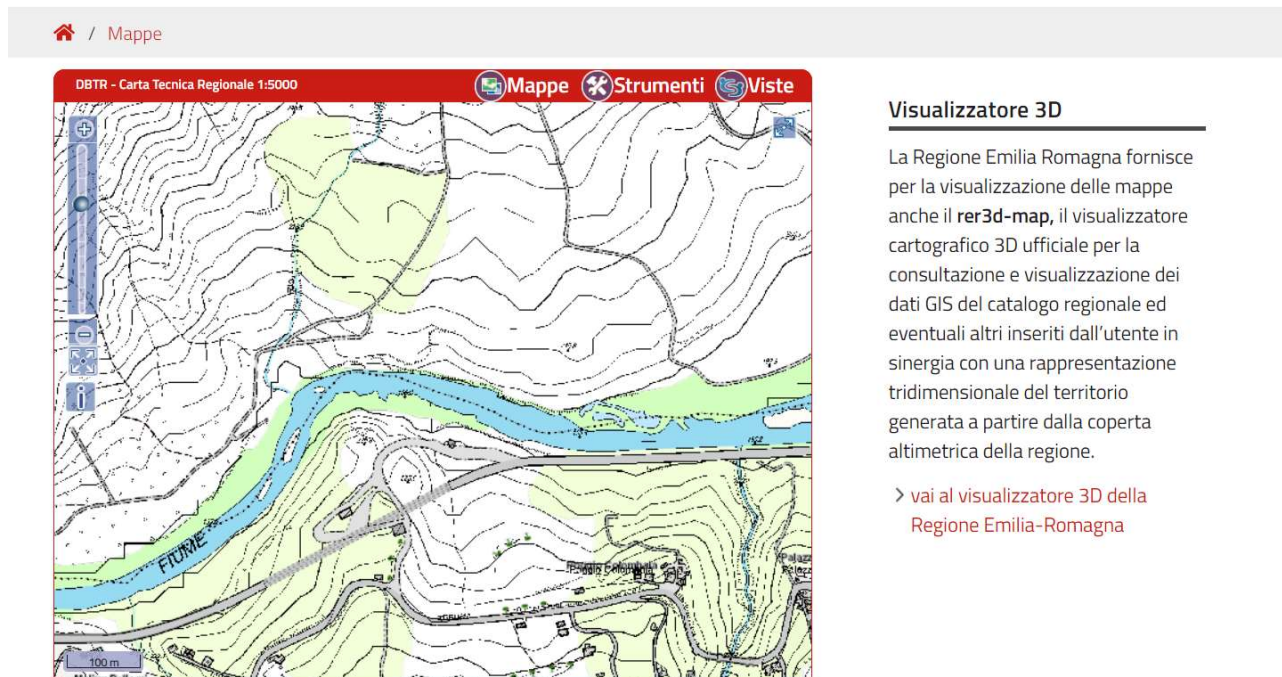 / Mappe
DBTR - Carta Tecnica Regionale 1:5000
Mappe Strumenti Viste
Visualizzatore 3D
La Regione Emilia Romagna fornisce
per la visualizzazione delle mappe
anche il rer3d-map, il visualizzatore
cartografico 3D ufficiale per la
consultazione e visualizzazione dei
dati GIS del catalogo regionale ed
eventuali altri inseriti dall'utente in
sinergia con una rappresentazione
tridimensionale del territorio
generata a partire dalla coperta
altimetrica della regione.
vai al visualizzatore 3D della
Regione Emilia-Romagna
FIUME
Palazz
100 m